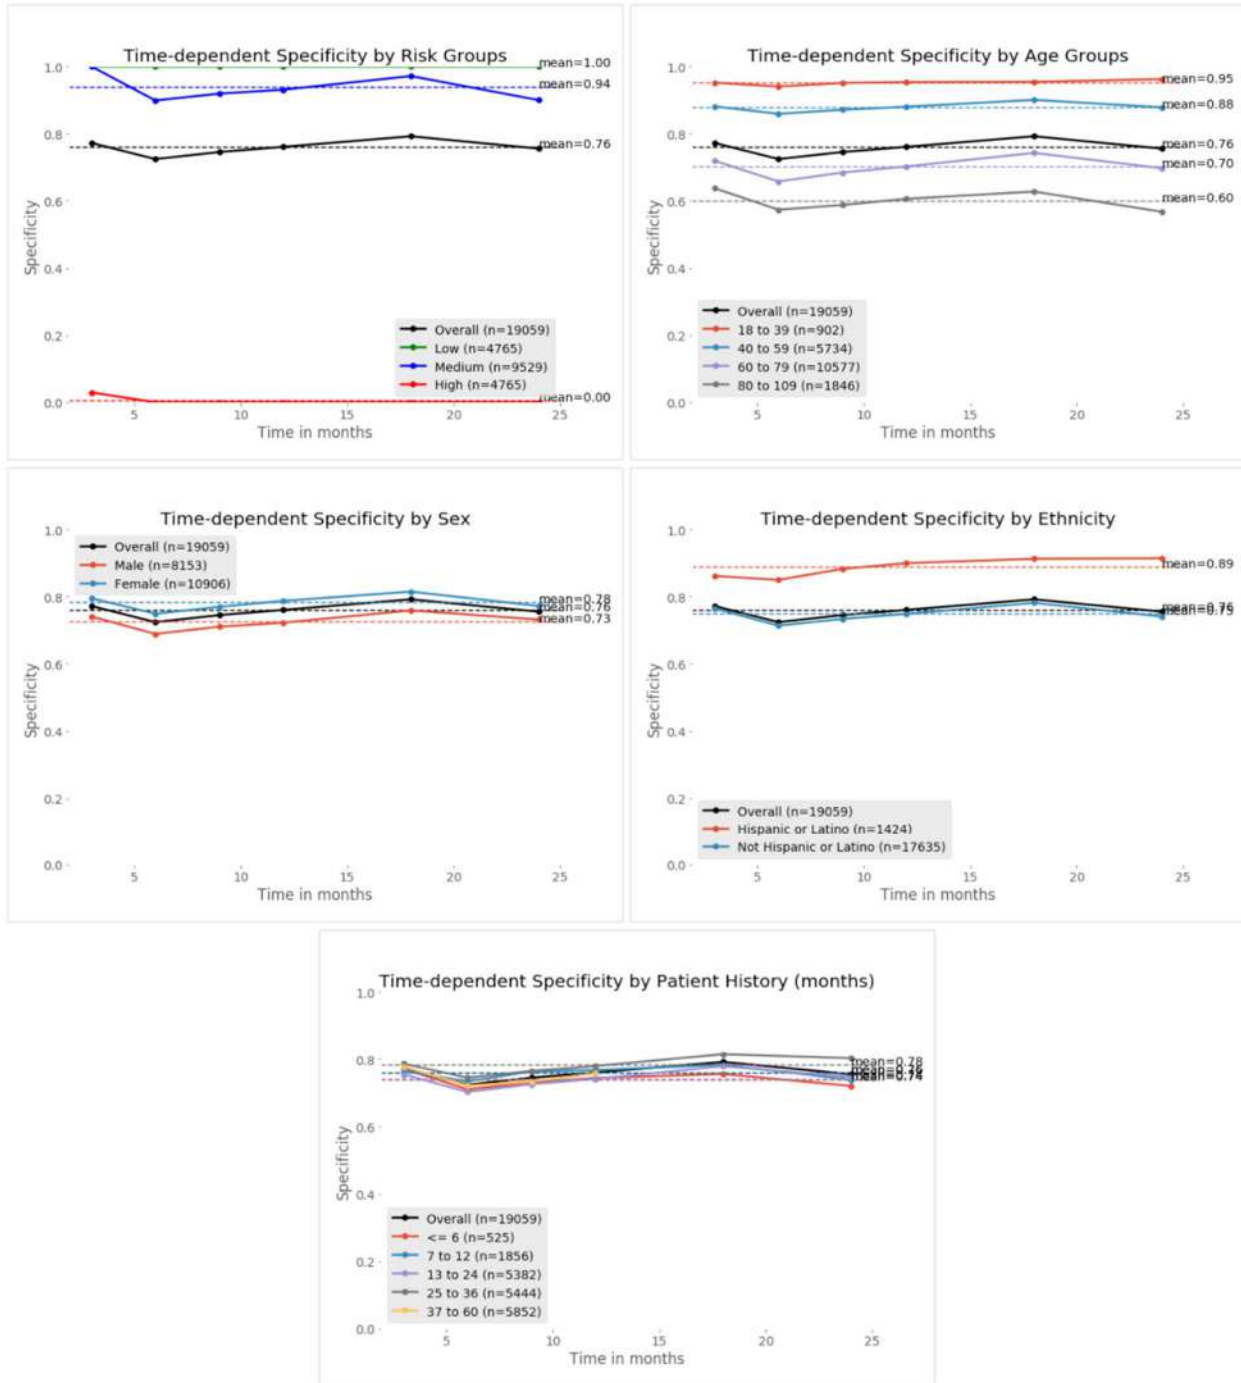 Time-dependent Specificity by Risk Groups
mean=1.00
1.0
mean=0.94
0.8
mean=0.76
0.6
Specificity
0.4
Overall (n=19059)
Low (n=4765)
0.2
Medium (n=9529)
High (n=4765)
mean=0.00
0.0
5 10 15 20 25
Time in months
Time-dependent Specificity by Age Groups
1.0
mean=0.95
mean=0.88
0.8
mean=0.76
mean=0.70
0.6
mean=0.60
Specificity
0.4
Overall (n=19059)
18 to 39 (n=902)
0.2
40 to 59 (n=5734)
60 to 79 (n=10577)
80 to 109 (n=1846)
0.0
5 10 15 20 25
Time in months
Time-dependent Specificity by Sex
1.0
Overall (n=19059)
Male (n=8153)
Female (n=10906)
0.8
mean=0.78
mean=0.76
mean=0.73
0.6
Specificity
0.4
0.2
0.0
5 10 15 20 25
Time in months
Time-dependent Specificity by Ethnicity
1.0
mean=0.89
0.8
mean=0.76
mean=0.75
0.6
Specificity
0.4
0.2
Overall (n=19059)
Hispanic or Latino (n=1424)
Not Hispanic or Latino (n=17635)
0.0
5 10 15 20 25
Time in months
Time-dependent Specificity by Patient History (months)
1.0
0.8
mean=0.78
mean=0.74
0.6
Specificity
0.4
Overall (n=19059)
<= 6 (n=525)
0.2
7 to 12 (n=1856)
13 to 24 (n=5382)
25 to 36 (n=5444)
37 to 60 (n=5852)
0.0
5 10 15 20 25
Time in months